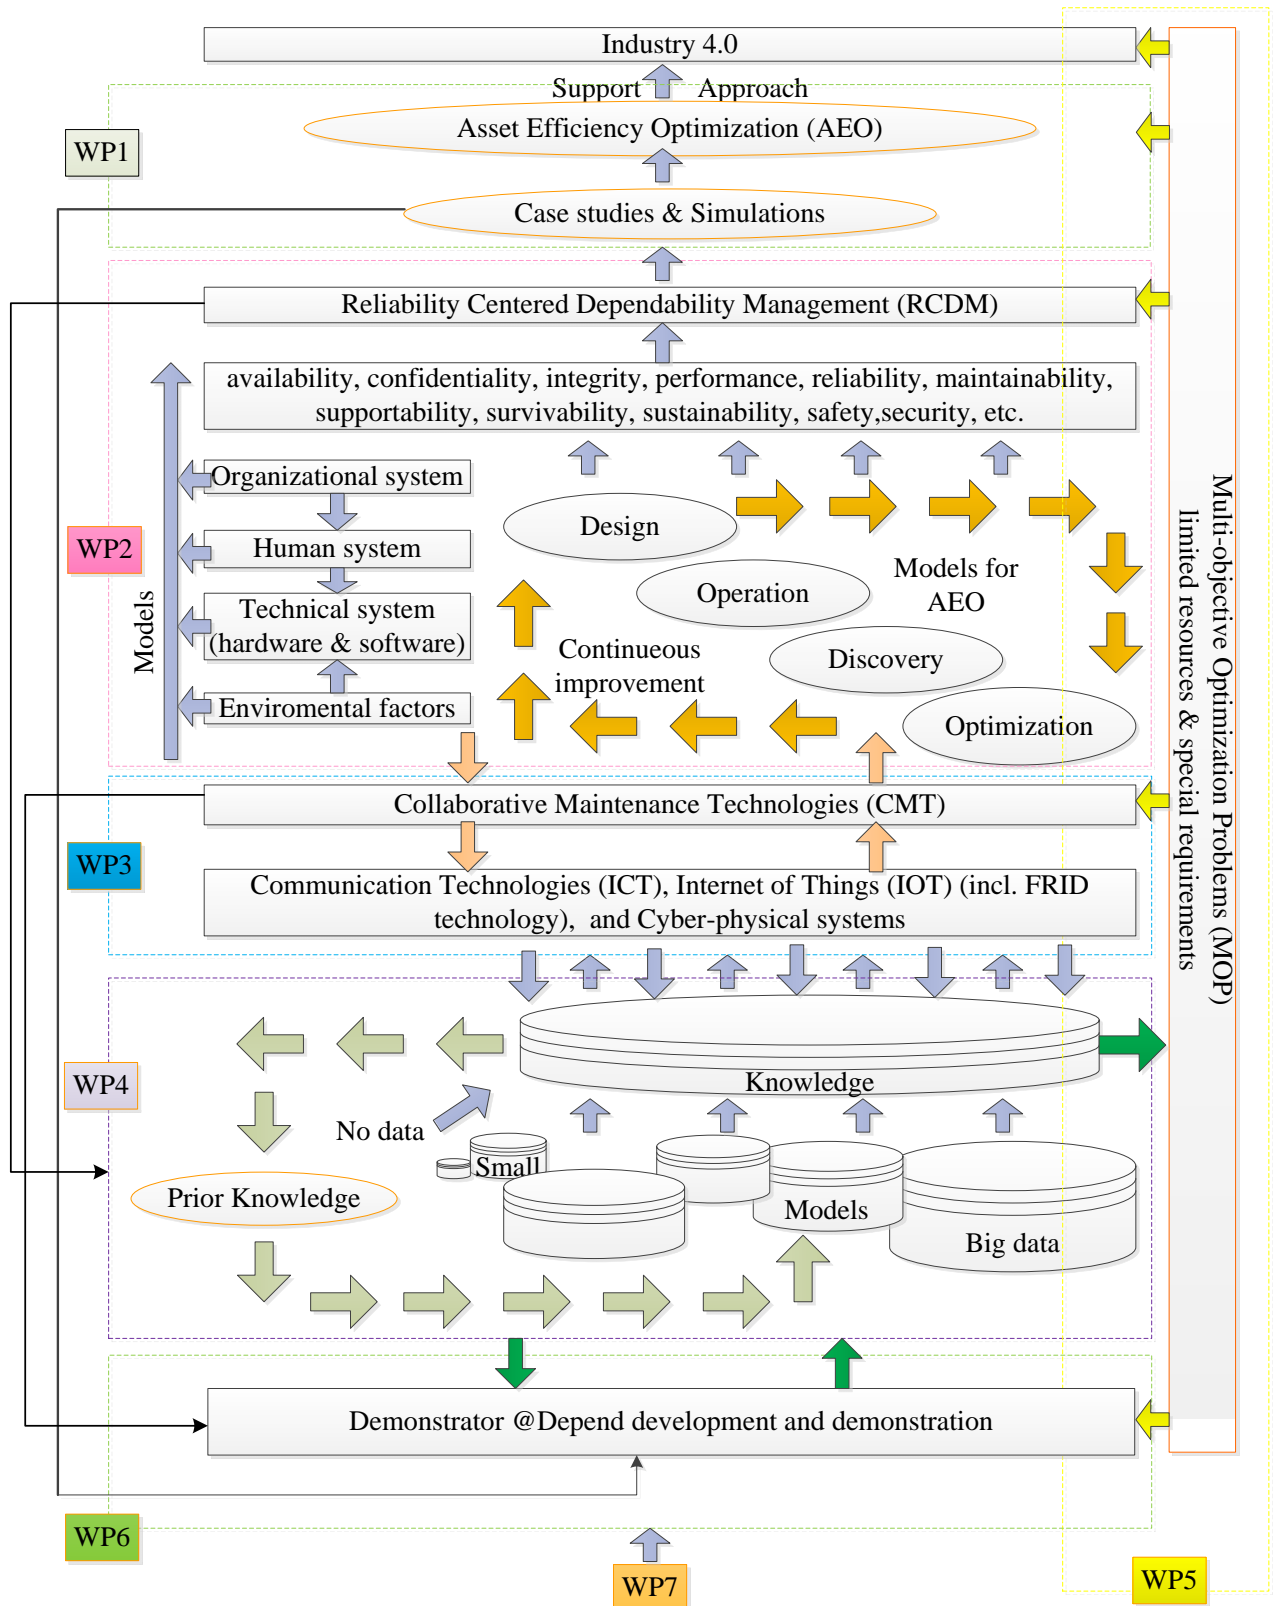 Industry 4.0
Support Approach
Asset Efficiency Optimization (AEO)
WP1
Case studies & Simulations
Reliability Centered Dependability Management (RCDM)
availability, confidentiality, integrity, performance, reliability, maintainability,
supportability, survivability, sustainability, safety,security, etc.
Organizational system
Design
WP2
Human system
Models
Technical system
(hardware & software)
Enviromental factors
Operation
Models for
AEO
Discovery
Continueous
improvement
Optimization
Multi-objective Optimization Problems (MOP)
limited resources & special requirements
Collaborative Maintenance Technologies (CMT)
WP3
Communication Technologies (ICT), Internet of Things (IOT) (incl. FRID
technology),  and Cyber-physical systems
WP4
Knowledge
No data
Small
Prior Knowledge
Models
Big data
Demonstrator @Depend development and demonstration
WP6
WP7
WP5